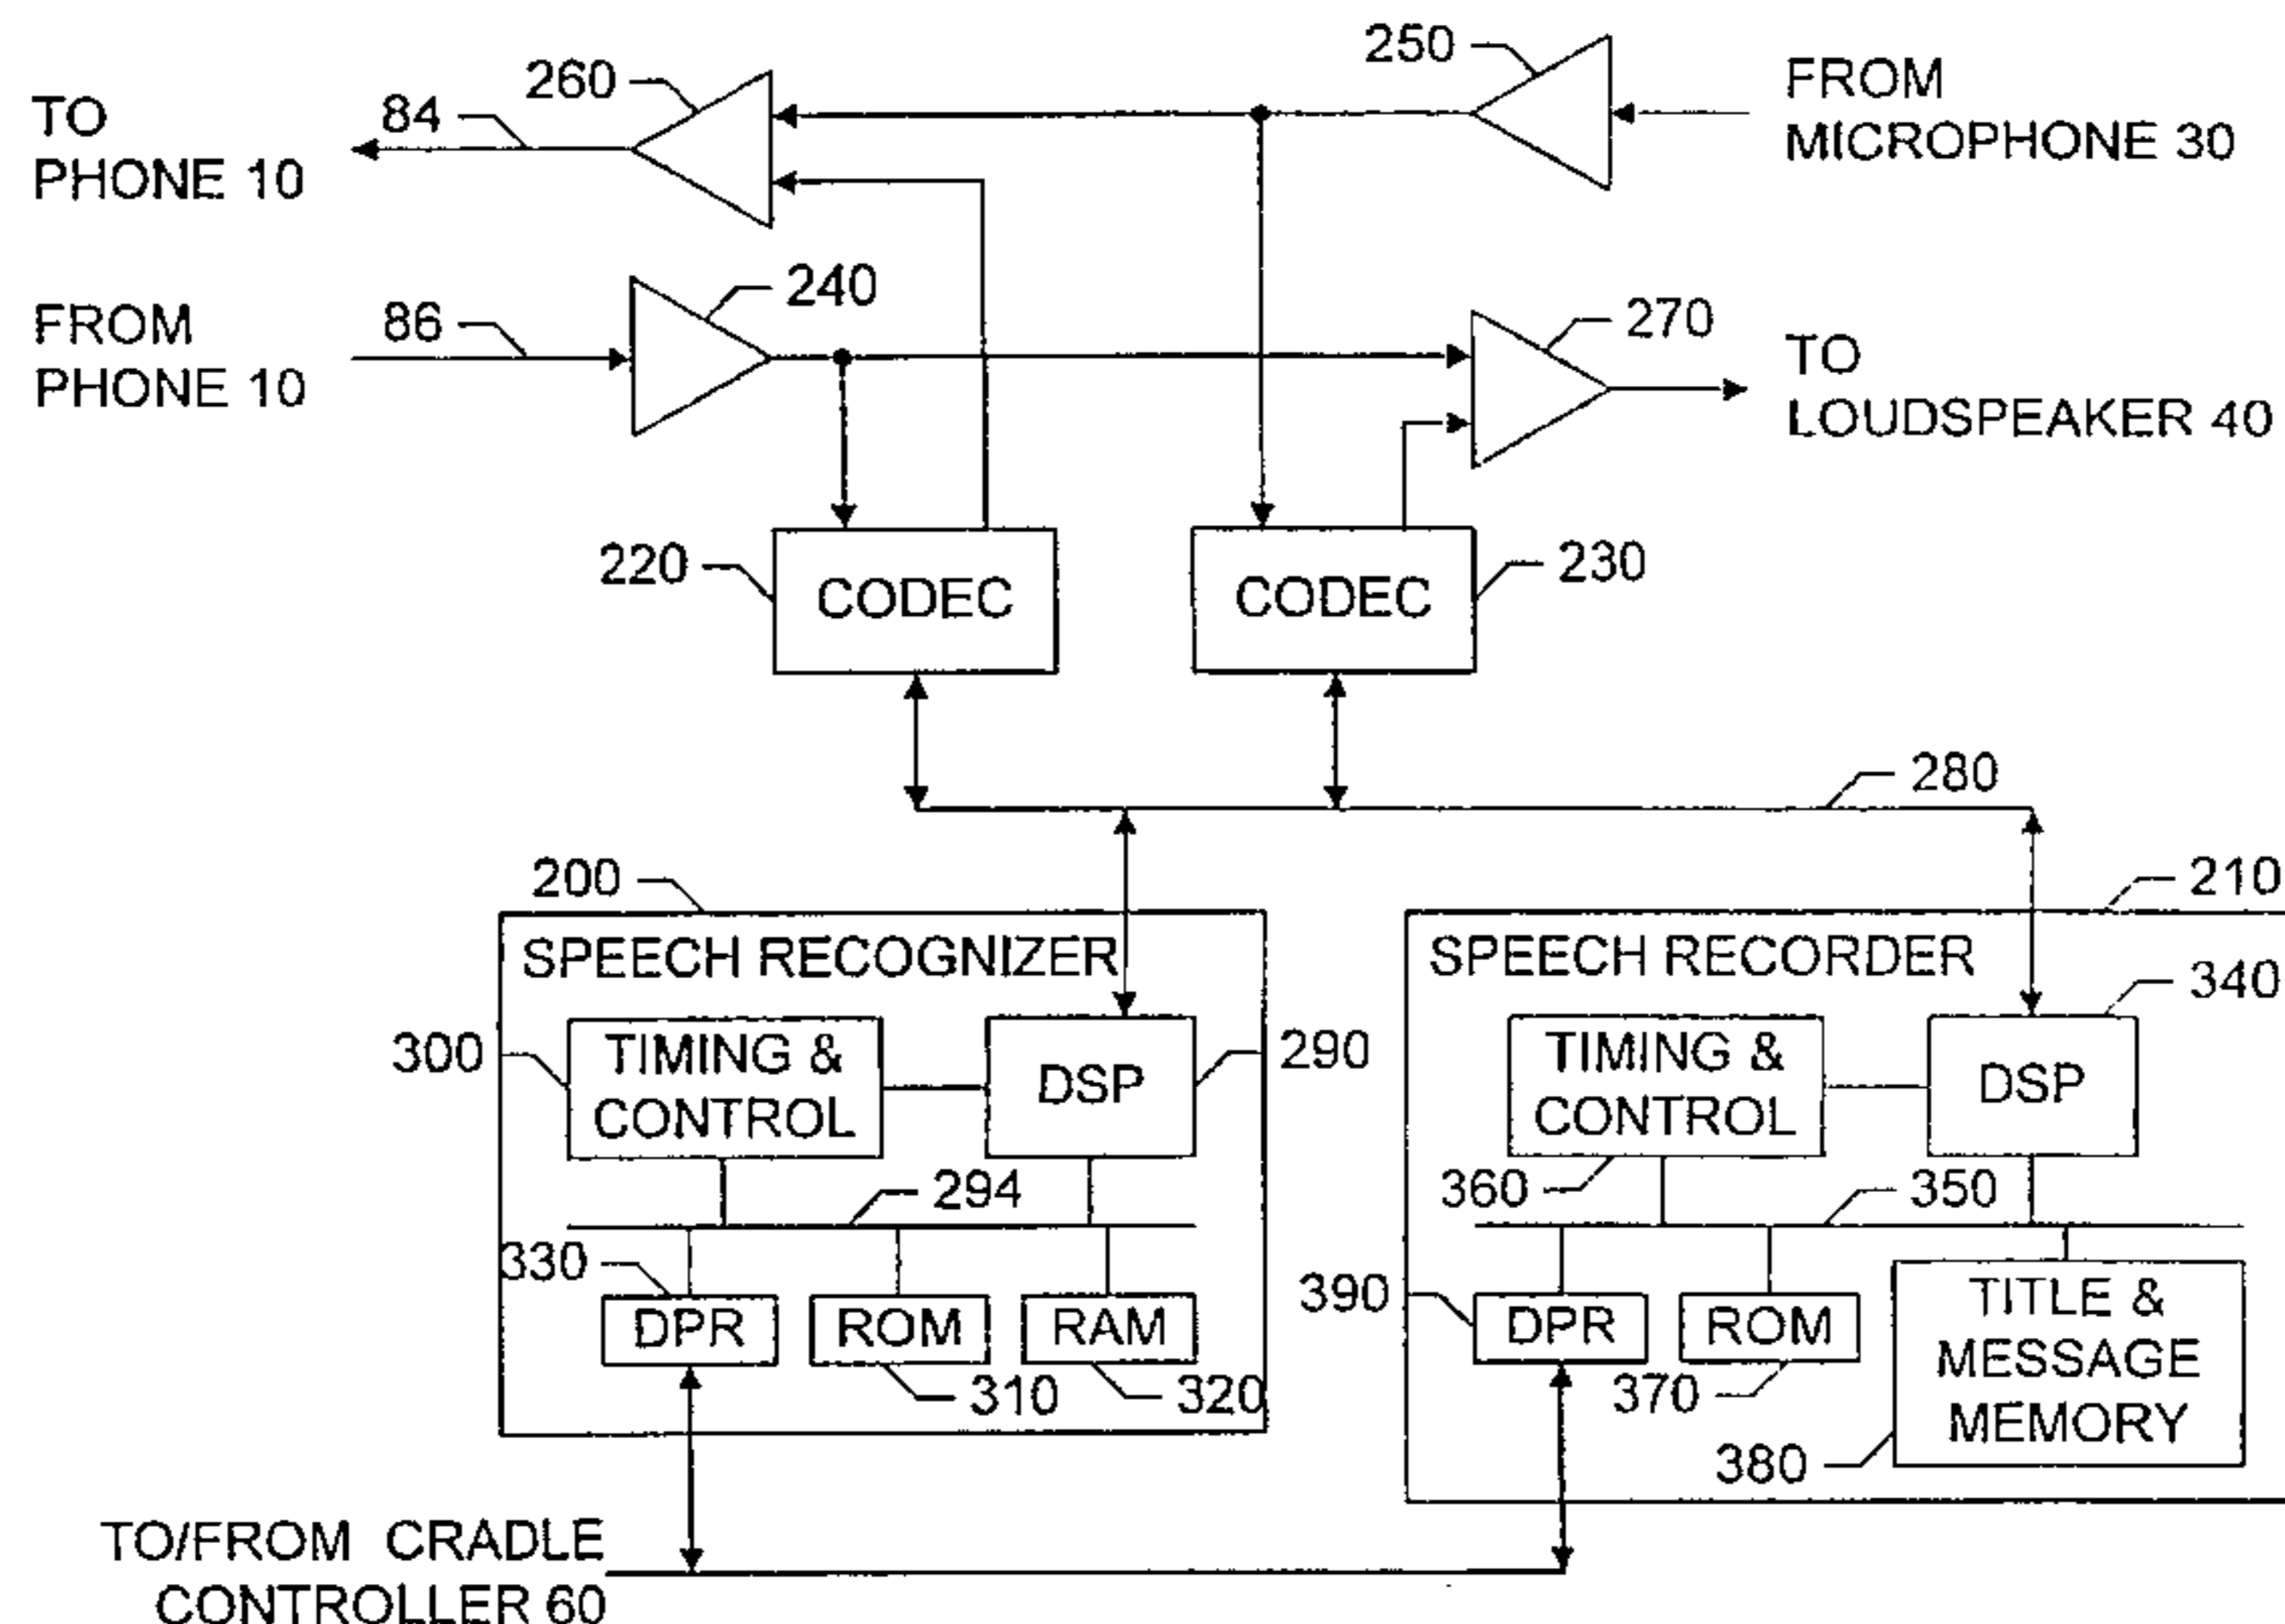 TO
PHONE 10
84
260
250
FROM
MICROPHONE 30
FROM
PHONE 10
86
240
270
TO
LOUDSPEAKER 40
220
CODEC
CODEC
230
280
200
210
SPEECH RECOGNIZER
SPEECH RECORDER
300
TIMING &
CONTROL
DSP
290
TIMING &
CONTROL
DSP
340
294
360
350
330
DPR
ROM
RAM
310
320
390
DPR
ROM
370
TITLE &
MESSAGE
MEMORY
380
TO/FROM CRADLE
CONTROLLER 60